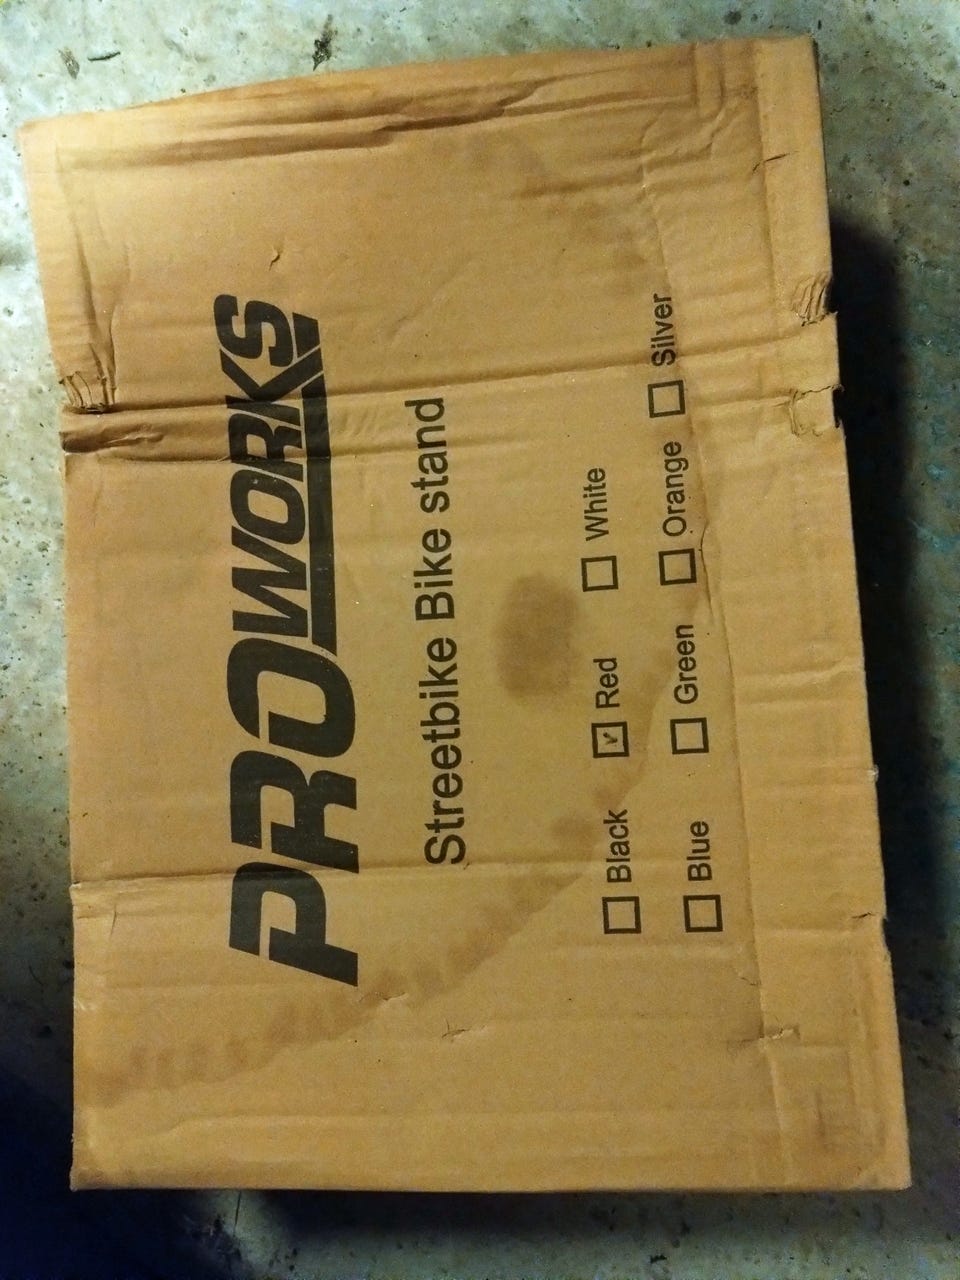 PROWORKS
Streetbike Bike stand
☐ Black ☑ Red ☐ White
☐ Blue ☐ Green ☐ Orange ☐ Silver